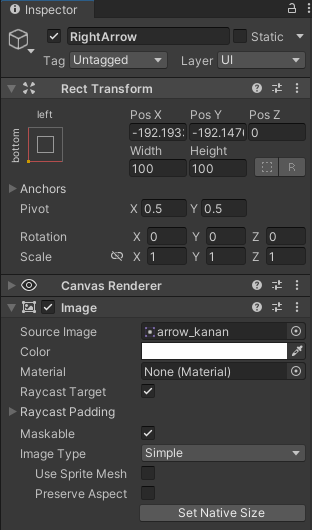 Inspector
RightArrow Static
Tag Untagged Layer UI
Rect Transform
left Pos X Pos Y Pos Z
bottom -192.193 -192.147 0
Width Height
100 100 R
Anchors
Pivot X 0.5 Y 0.5
Rotation X 0 Y 0 Z 0
Scale X 1 Y 1 Z 1
Canvas Renderer
Image
Source Image arrow_kanan
Color
Material None (Material)
Raycast Target
Raycast Padding
Maskable
Image Type Simple
Use Sprite Mesh
Preserve Aspect
Set Native Size